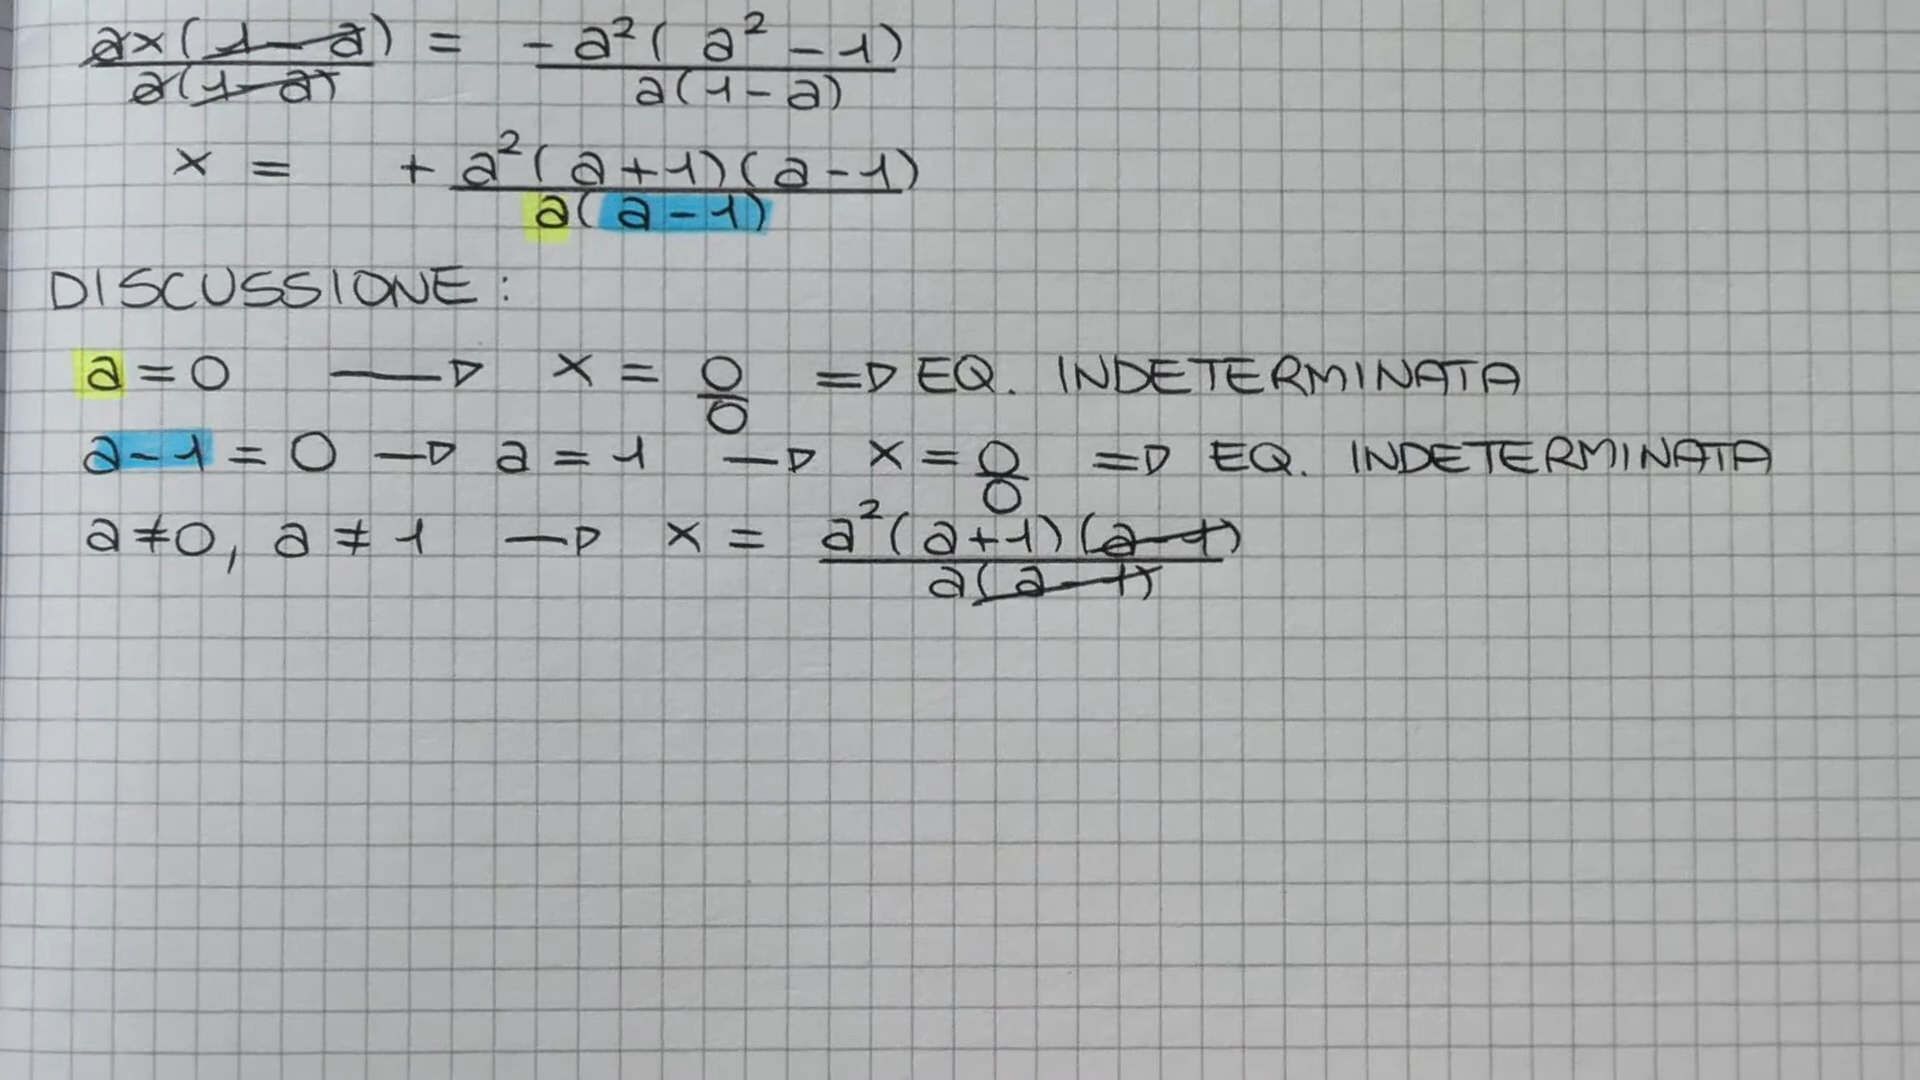 ax(1-a)/a(1-a) = -a²(a²-1)/a(1-a)
x = + a²(a+1)(a-1)/a(a-1)
DISCUSSIONE:
a=0 → x = 0/0 ⇒ EQ. INDETERMINATA
a-1 = 0 → a = 1 → x = 0/0 ⇒ EQ. INDETERMINATA
a≠0, a≠1 → x = a²(a+1)(a-1)/a(a-1)